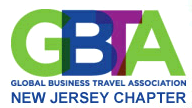 GBTA
GLOBAL BUSINESS TRAVEL ASSOCIATION
NEW JERSEY CHAPTER